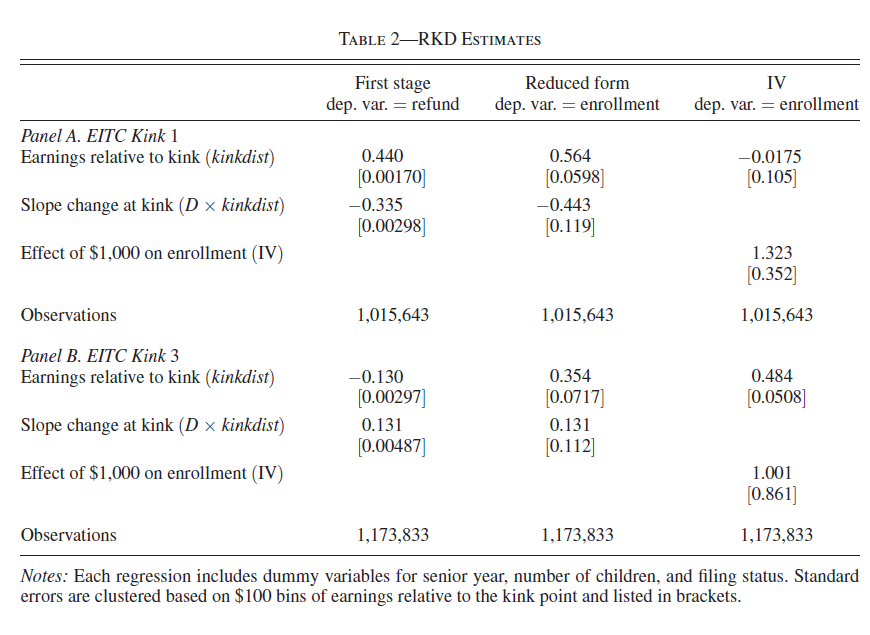 TABLE 2—RKD ESTIMATES
First stage Reduced form IV
dep. var. = refund dep. var. = enrollment dep. var. = enrollment
Panel A. EITC Kink 1
Earnings relative to kink (kinkdist) 0.440 0.564 −0.0175
[0.00170] [0.0598] [0.105]
Slope change at kink (D × kinkdist) −0.335 −0.443
[0.00298] [0.119]
Effect of $1,000 on enrollment (IV) 1.323
[0.352]
Observations 1,015,643 1,015,643 1,015,643
Panel B. EITC Kink 3
Earnings relative to kink (kinkdist) −0.130 0.354 0.484
[0.00297] [0.0717] [0.0508]
Slope change at kink (D × kinkdist) 0.131 0.131
[0.00487] [0.112]
Effect of $1,000 on enrollment (IV) 1.001
[0.861]
Observations 1,173,833 1,173,833 1,173,833
Notes: Each regression includes dummy variables for senior year, number of children, and filing status. Standard
errors are clustered based on $100 bins of earnings relative to the kink point and listed in brackets.